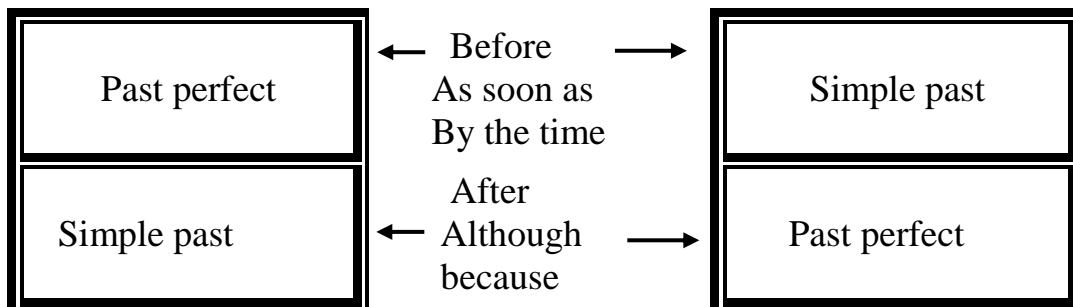 Past perfect
Before
As soon as
By the time
Simple past
Simple past
After
Although
because
Past perfect